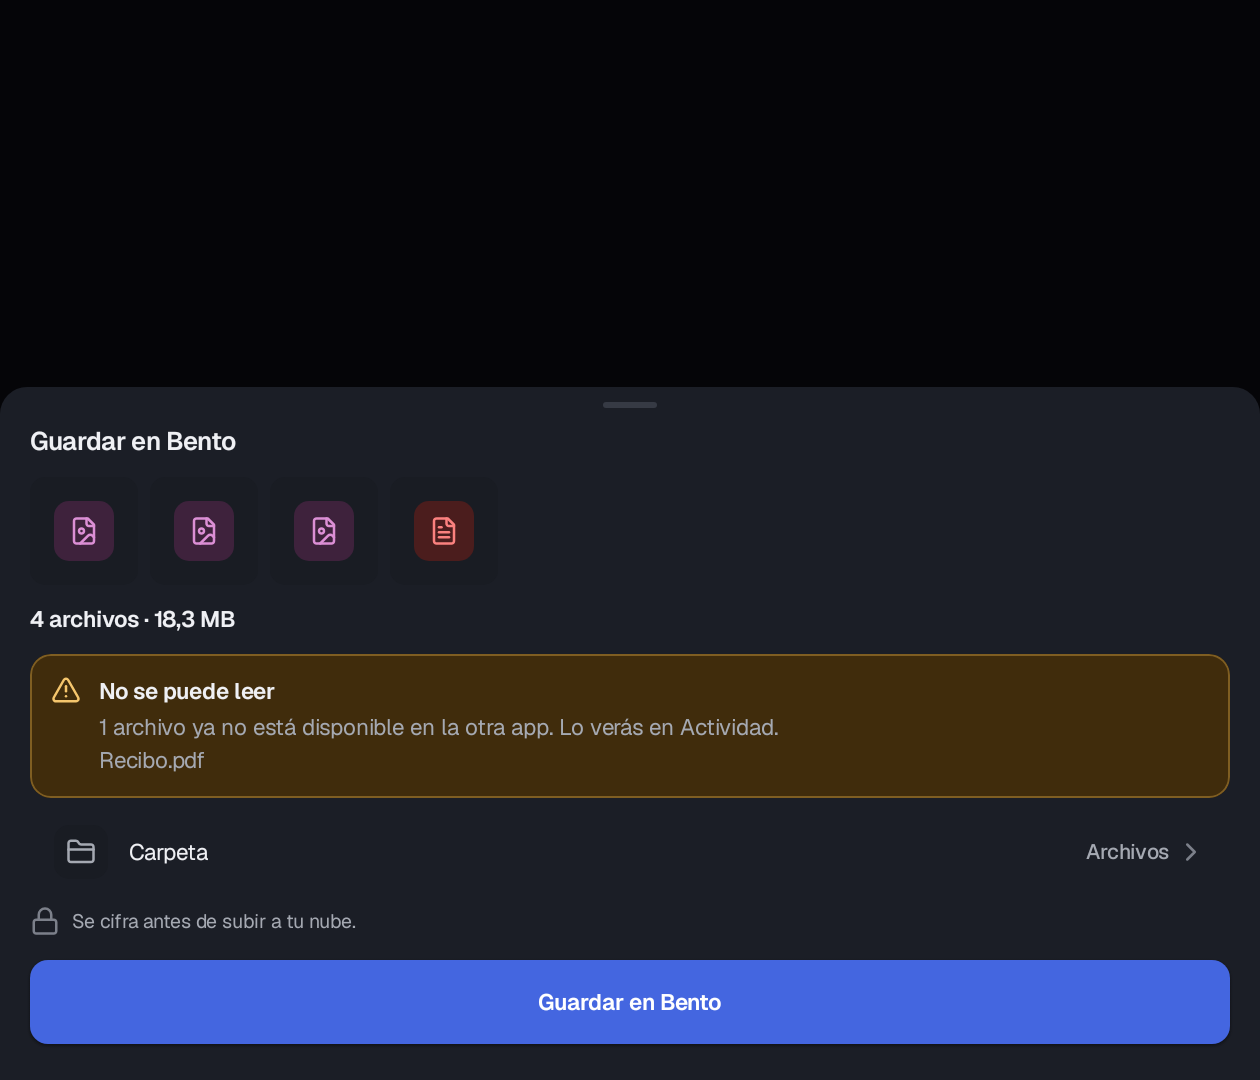 Guardar en Bento
4 archivos · 18,3 MB
No se puede leer
1 archivo ya no está disponible en la otra app. Lo verás en Actividad.
Recibo.pdf
Carpeta
Archivos
Se cifra antes de subir a tu nube.
Guardar en Bento